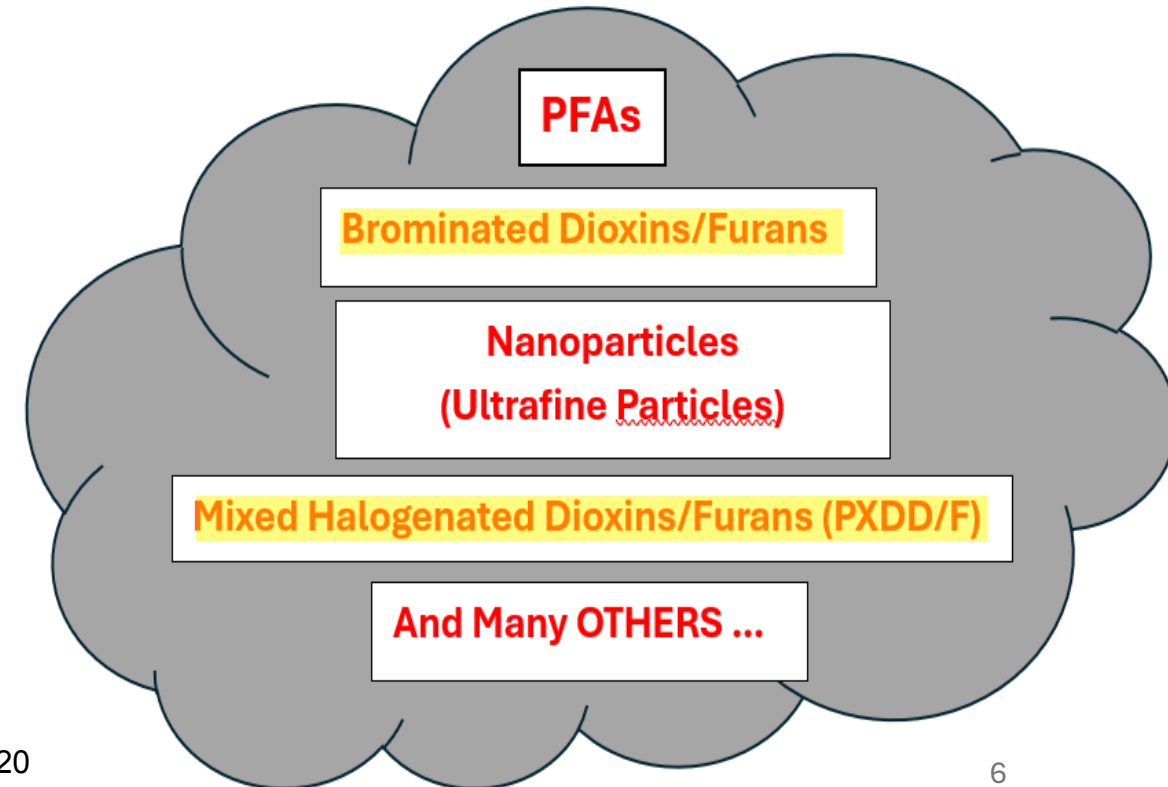 PFAs
Brominated Dioxins/Furans
Nanoparticles
(Ultrafine Particles)
Mixed Halogenated Dioxins/Furans (PXDD/F)
And Many OTHERS ...
20
6